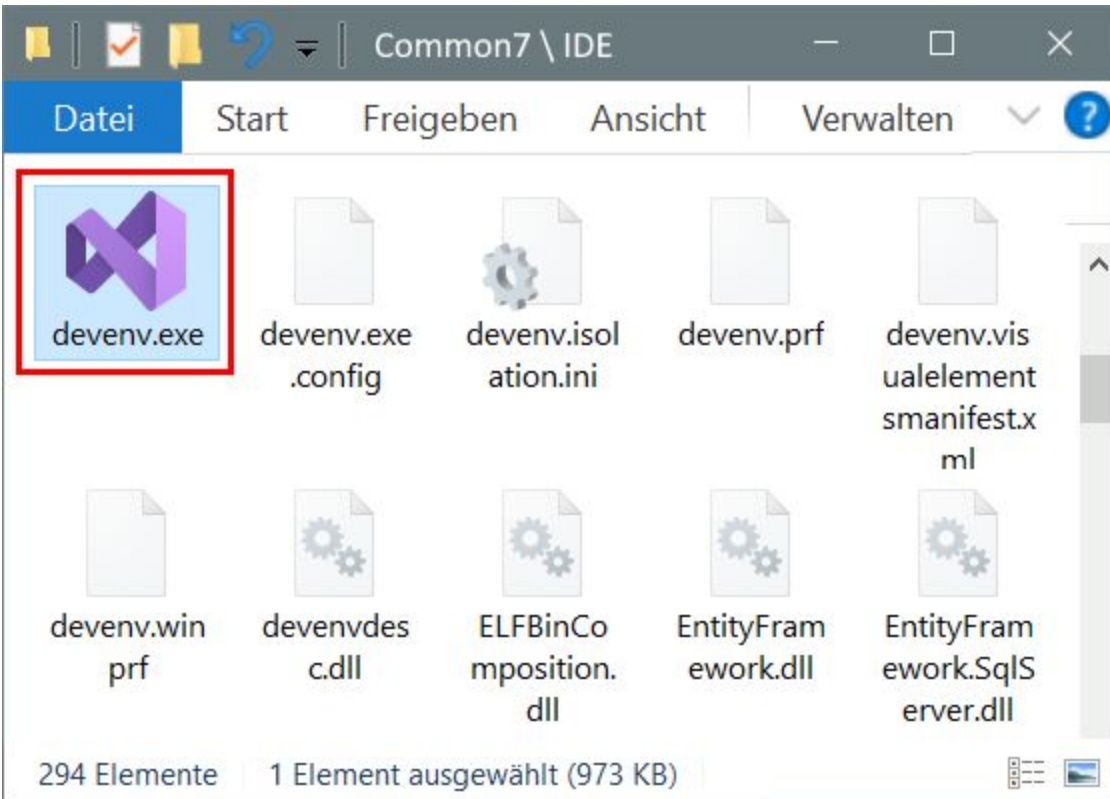 Common7 \ IDE
Datei Start Freigeben Ansicht Verwalten ?
devenv.exe devenv.exe devenv.isol devenv.prf devenv.vis
.config ation.ini ualelement
smanifest.x
ml
devenv.win devenvdes ELFBinCo EntityFram EntityFram
prf c.dll mposition. ework.dll ework.SqlS
dll erver.dll
294 Elemente 1 Element ausgewählt (973 KB)